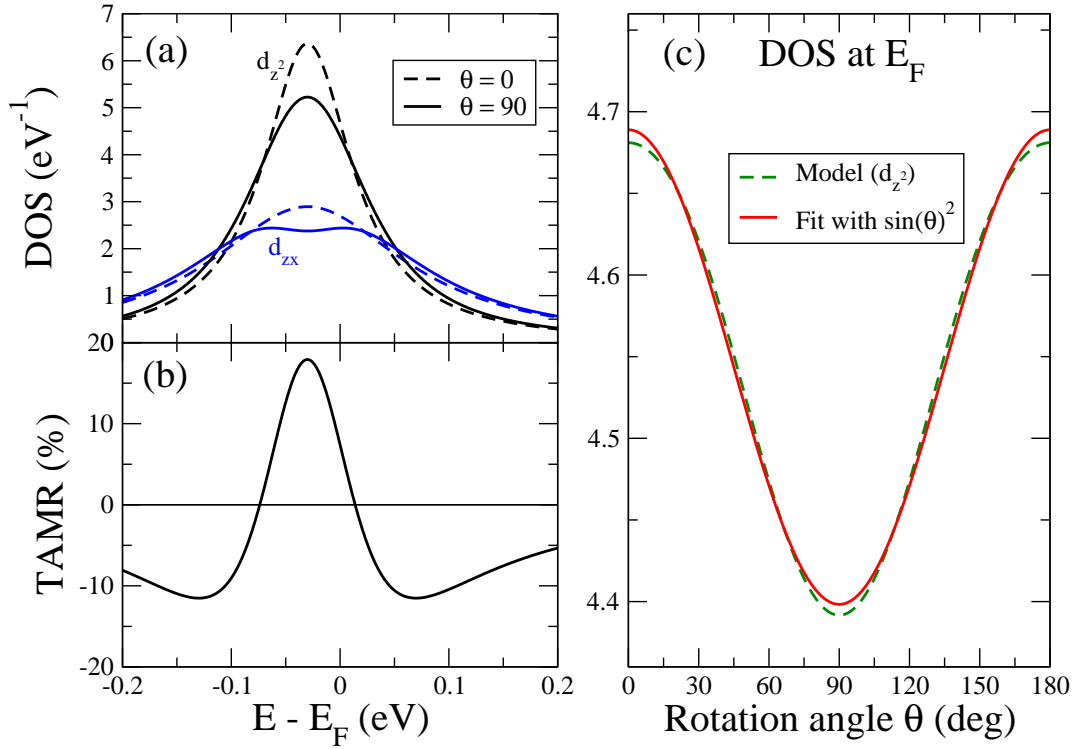 (a)
d_{z^2}
θ = 0
θ = 90
d_{zx}
DOS (eV^{-1})
7
6
5
4
3
2
1
20
(b)
TAMR (%)
10
0
-10
-20
-0.2
-0.1
0
0.1
0.2
E - E_F (eV)
(c)
DOS at E_F
Model (d_{z^2})
Fit with sin(θ)^2
4.7
4.6
4.5
4.4
0
30
60
90
120
150
180
Rotation angle θ (deg)